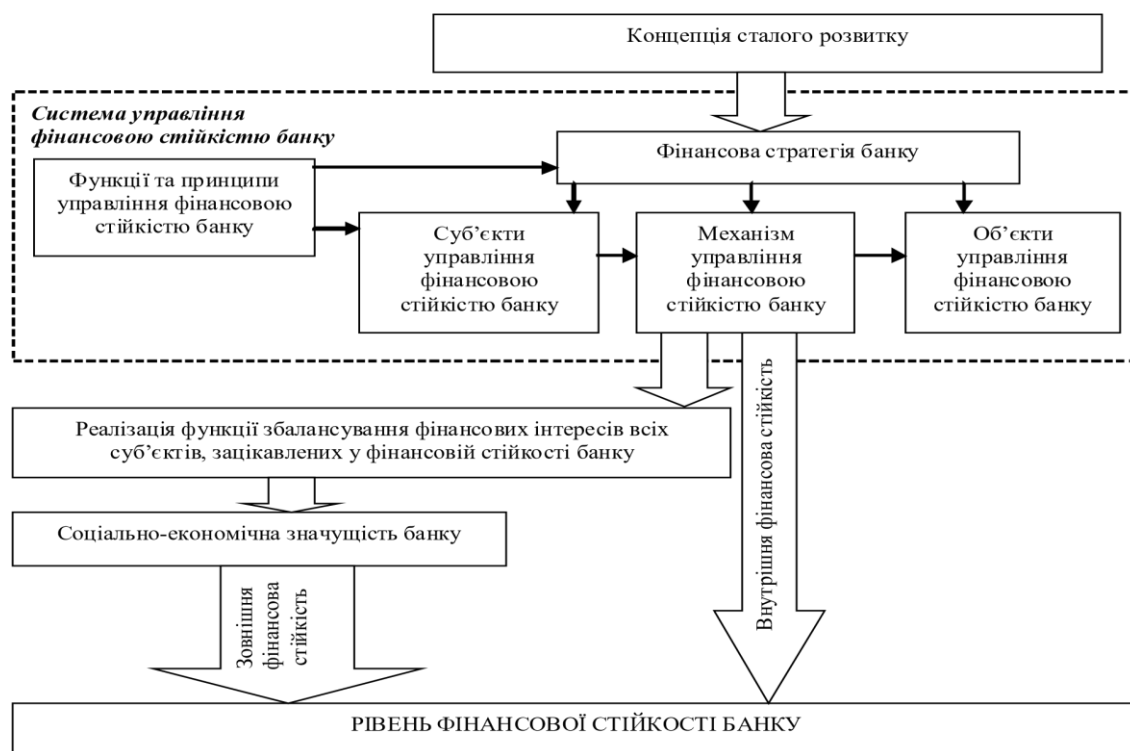 Концепція сталого розвитку
Система управління
фінансовою стійкістю банку
Фінансова стратегія банку
Функції та принципи
управління фінансовою
стійкістю банку
Суб’єкти
управління
фінансовою
стійкістю банку
Механізм
управління
фінансовою
стійкістю банку
Об’єкти
управління
фінансовою
стійкістю банку
Реалізація функції збалансування фінансових інтересів всіх
суб’єктів, зацікавлених у фінансовій стійкості банку
Соціально-економічна значущість банку
Зовнішня
фінансова
стійкість
Внутрішня фінансова стійкість
РІВЕНЬ ФІНАНСОВОЇ СТІЙКОСТІ БАНКУ